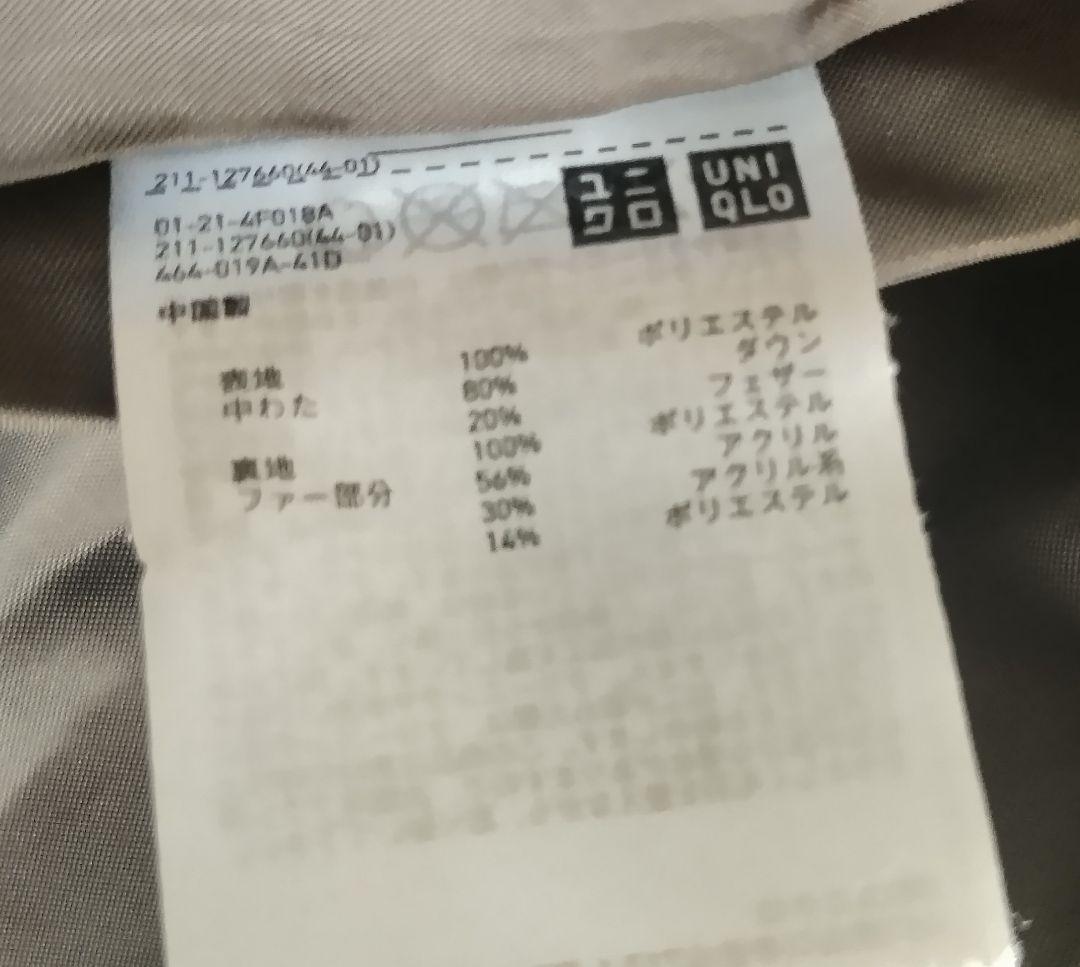 211-127660(44-01)
ユニクロ
UNIQLO
01-21-4F018A
211-127660(44-01)
464-019A-41D
中国製
表地 100% ポリエステル
中わた 80% ダウン
20% フェザー
裏地 100% ポリエステル
ファー部分 56% アクリル
30% アクリル系
14% ポリエステル